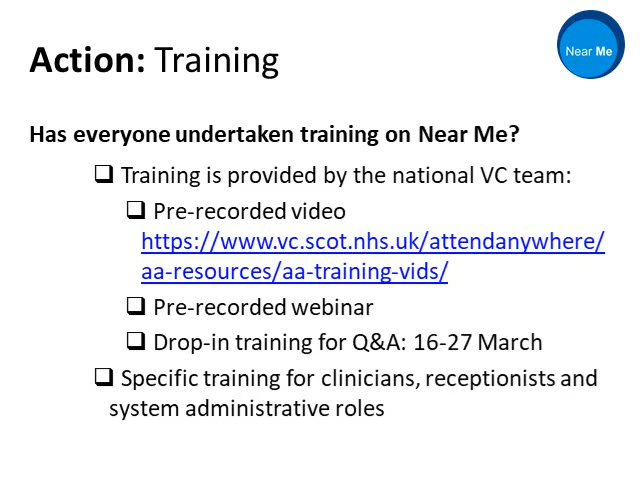 Action: Training
Near Me
Has everyone undertaken training on Near Me?
❑ Training is provided by the national VC team:
❑ Pre-recorded video
https://www.vc.scot.nhs.uk/attendanywhere/
aa-resources/aa-training-vids/
❑ Pre-recorded webinar
❑ Drop-in training for Q&A: 16-27 March
❑ Specific training for clinicians, receptionists and
system administrative roles